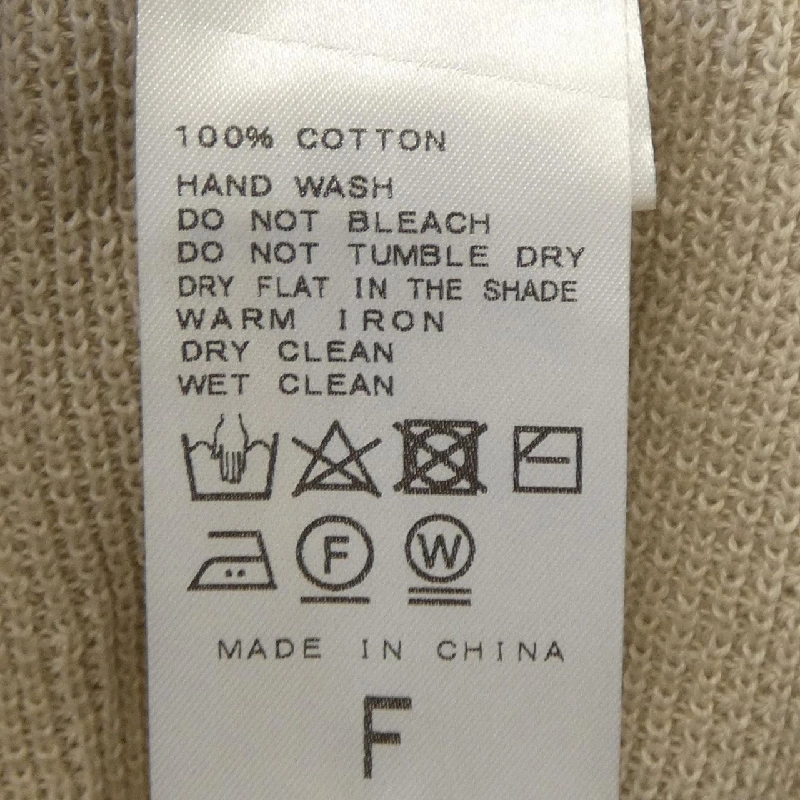 100% COTTON
HAND WASH
DO NOT BLEACH
DO NOT TUMBLE DRY
DRY FLAT IN THE SHADE
WARM IRON
DRY CLEAN
WET CLEAN
F W
MADE IN CHINA
F